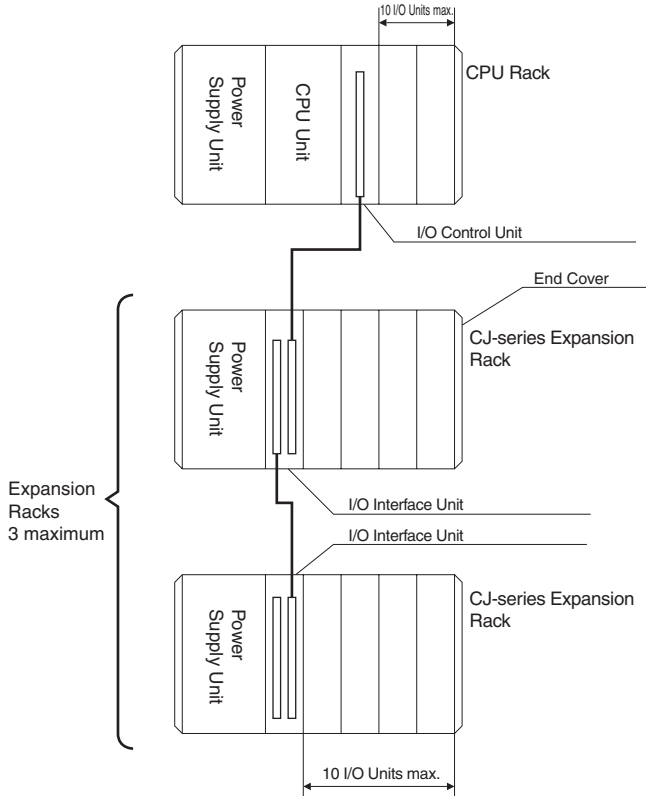 10 I/O Units max.
Power
Supply Unit
CPU Unit
CPU Rack
I/O Control Unit
End Cover
Power
Supply Unit
CJ-series Expansion
Rack
Expansion
Racks
3 maximum
I/O Interface Unit
I/O Interface Unit
Power
Supply Unit
CJ-series Expansion
Rack
10 I/O Units max.